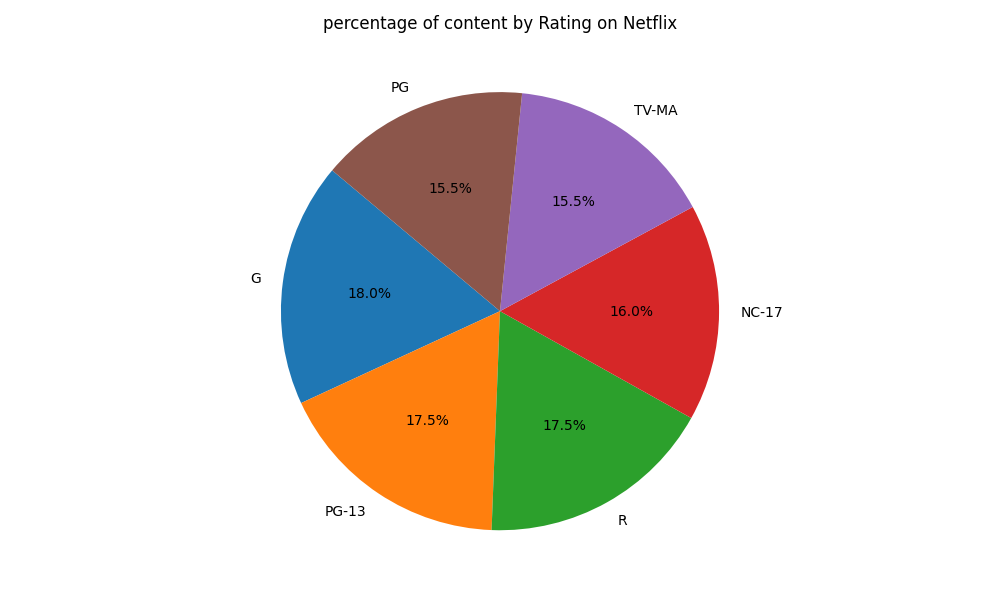 percentage of content by Rating on Netflix
PG
TV-MA
15.5%
15.5%
G
18.0%
16.0%
NC-17
17.5%
17.5%
PG-13
R